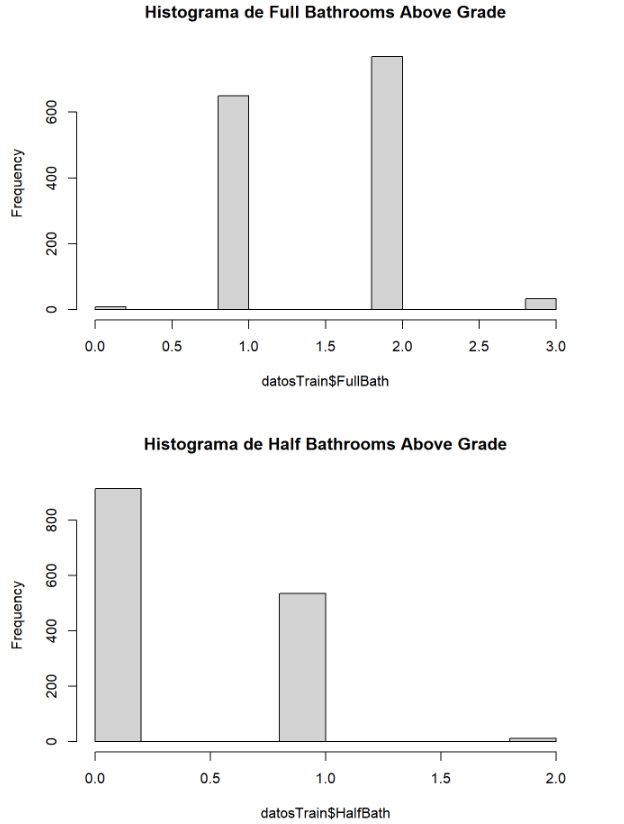 Histograma de Full Bathrooms Above Grade
Frequency
600
400
200
0
0.0 0.5 1.0 1.5 2.0 2.5 3.0
datosTrain$FullBath
Histograma de Half Bathrooms Above Grade
Frequency
800
600
400
200
0
0.0 0.5 1.0 1.5 2.0
datosTrain$HalfBath